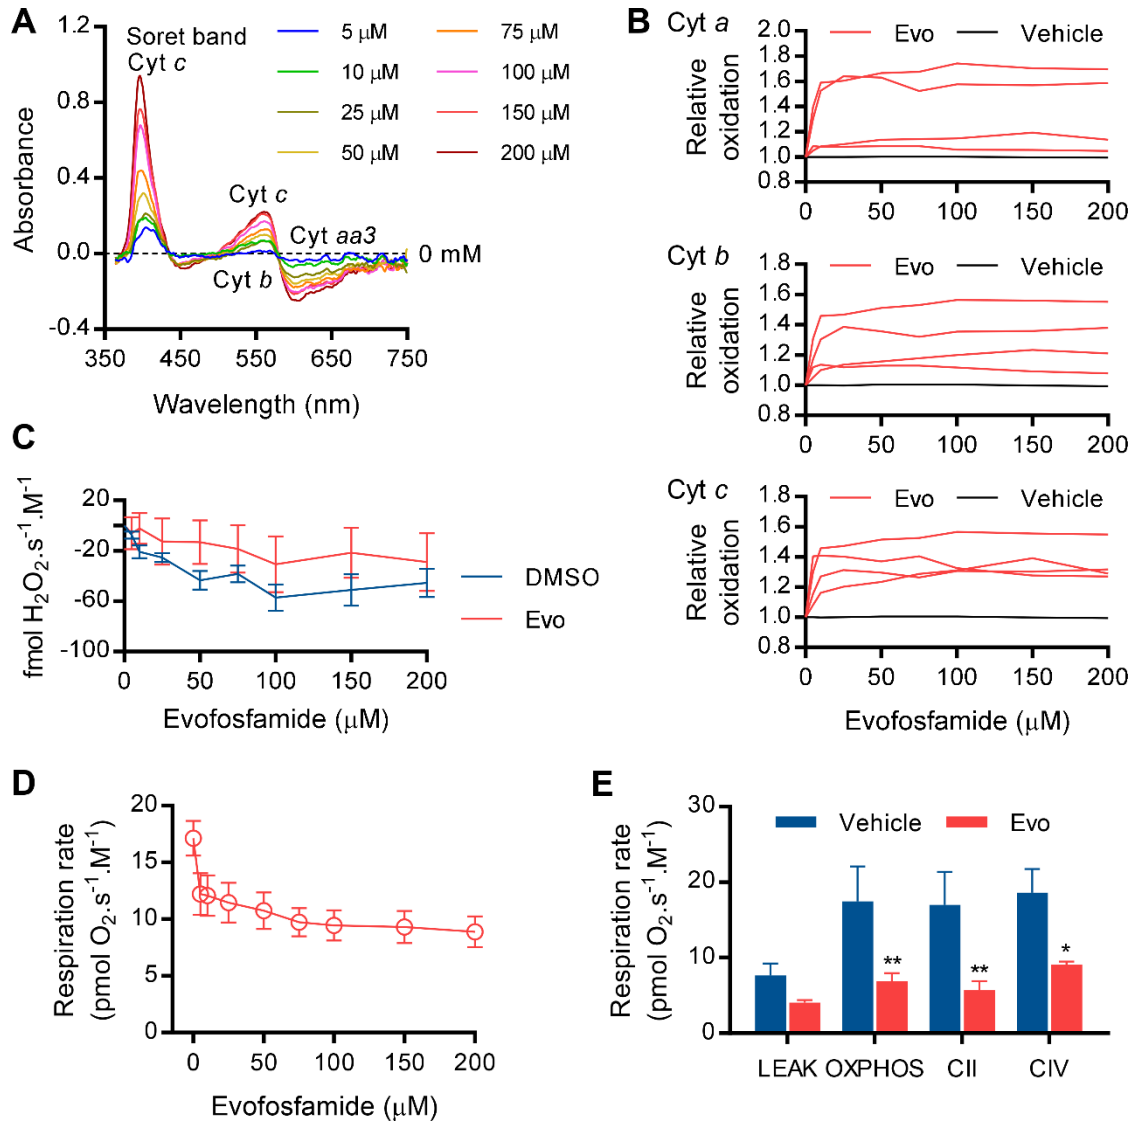 A
1.2
0.8
0.4
0.0
-0.4
Absorbance
Soret band
Cyt c
5 μM
75 μM
10 μM
100 μM
25 μM
150 μM
50 μM
200 μM
Cyt c
Cyt aa3
Cyt b
0 mM
350
450
550
650
750
Wavelength (nm)
B
Cyt a
Evo
Vehicle
2.0
1.8
1.6
1.4
1.2
1.0
0.8
Relative
oxidation
0
50
100
150
200
Cyt b
Evo
Vehicle
1.8
1.6
1.4
1.2
1.0
0.8
Relative
oxidation
0
50
100
150
200
Cyt c
Evo
Vehicle
1.8
1.6
1.4
1.2
1.0
0.8
Relative
oxidation
0
50
100
150
200
Evofosfamide (μM)
C
20
-20
-60
-100
fmol H₂O₂.s⁻¹.M⁻¹
DMSO
Evo
0
50
100
150
200
Evofosfamide (μM)
D
20
15
10
5
0
Respiration rate
(pmol O₂.s⁻¹.M⁻¹)
0
50
100
150
200
Evofosfamide (μM)
E
30
20
10
0
Respiration rate
(pmol O₂.s⁻¹.M⁻¹)
Vehicle
Evo
**
**
*
LEAK
OXPHOS
CII
CIV